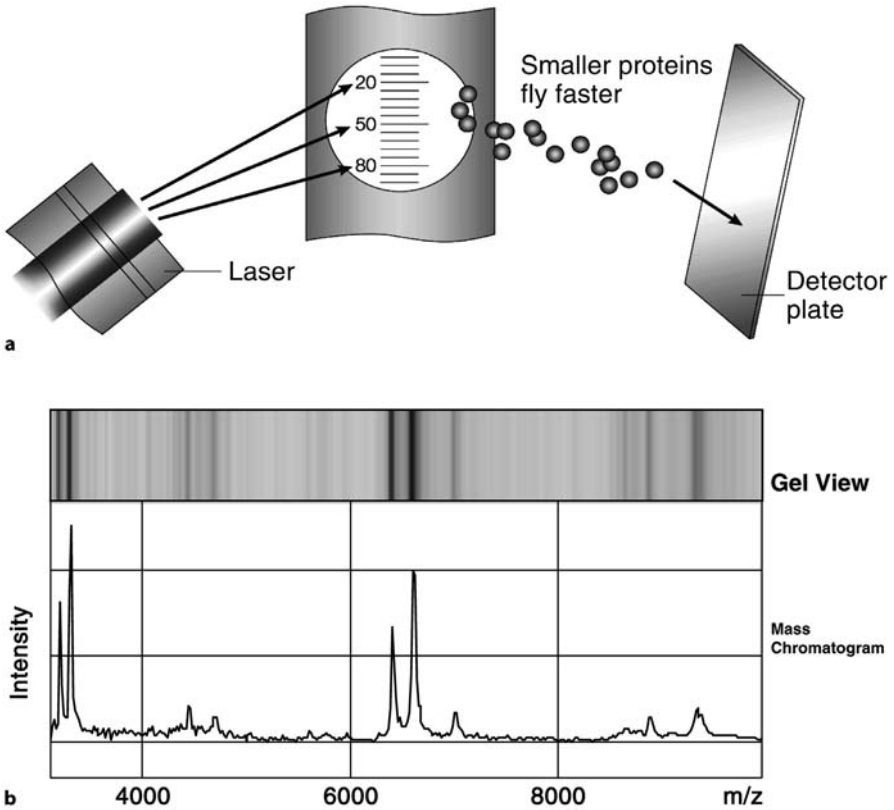 20
50
80
Smaller proteins
fly faster
Laser
Detector
plate
a
Gel View
Intensity
Mass
Chromatogram
b
4000
6000
8000
m/z